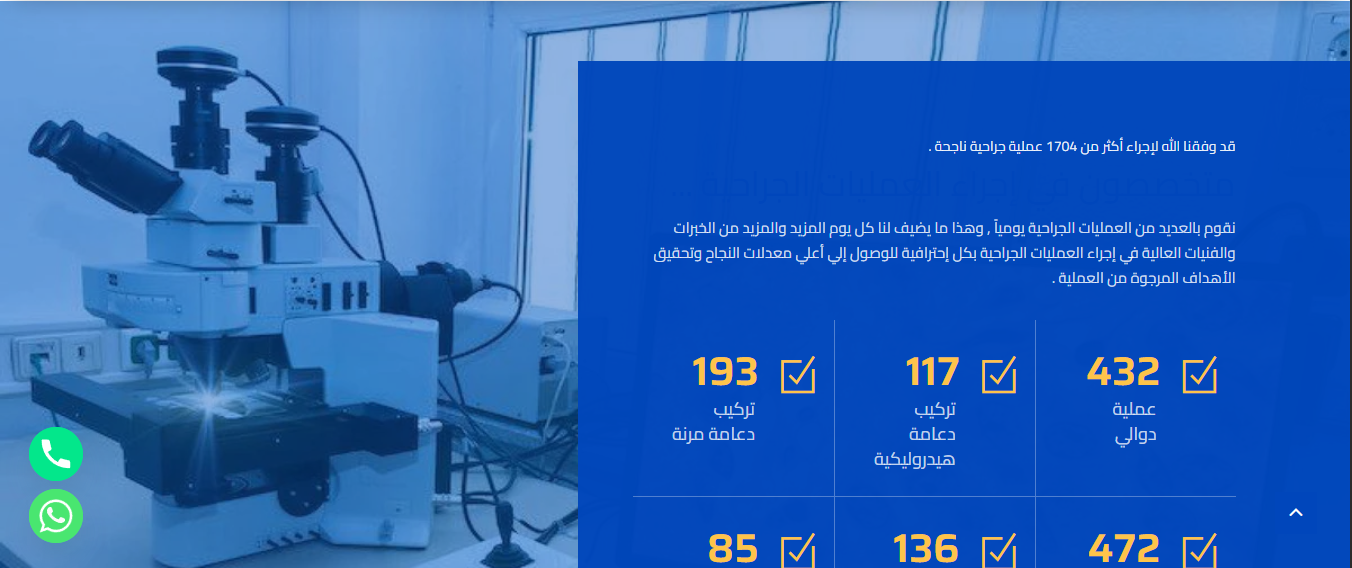 قد وفقنا الله لإجراء أكثر من 1704 عملية جراحية ناجحة .
متخصصون في إجراء العمليات الجراحية ...
نقوم بالعديد من العمليات الجراحية يومياً , وهذا ما يضيف لنا كل يوم المزيد والمزيد من الخبرات
والفنيات العالية في إجراء العمليات الجراحية بكل إحترافية للوصول إلي أعلي معدلات النجاح وتحقيق
الأهداف المرجوة من العملية .
432
عملية
دوالي
117
تركيب
دعامة
هيدروليكية
193
تركيب
دعامة مرنة
472
136
85